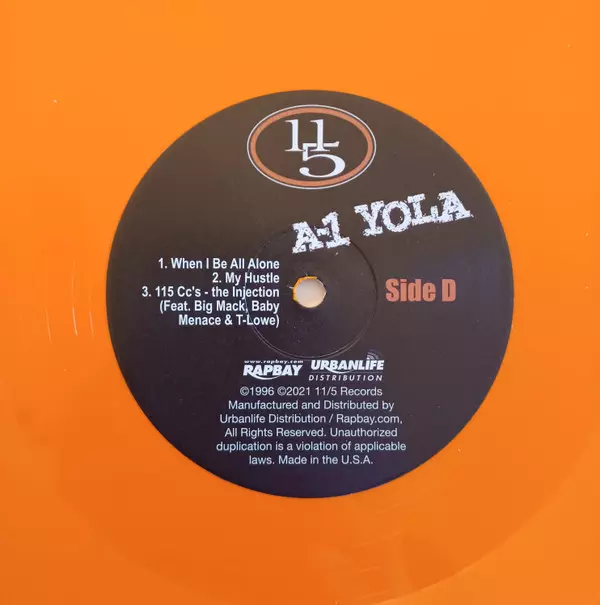 11
5
A-1 YOLA
1. When I Be All Alone
2. My Hustle
3. 115 Cc's - the Injection
(Feat. Big Mack, Baby
Menace & T-Lowe)
Side D
www.rapbay.com
RAPBAY
URBANLIFE
DISTRIBUTION
©1996 ©2021 11/5 Records
Manufactured and Distributed by
Urbanlife Distribution / Rapbay.com,
All Rights Reserved. Unauthorized
duplication is a violation of applicable
laws. Made in the U.S.A.